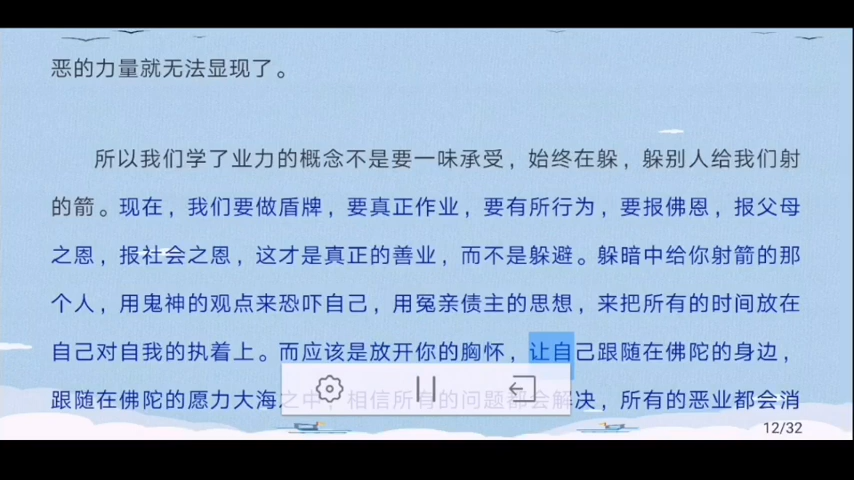 恶的力量就无法显现了。
所以我们学了业力的概念不是要一味承受，始终在躲，躲别人给我们射
的箭。现在，我们要做盾牌，要真正作业，要有所行为，要报佛恩，报父母
之恩，报社会之恩，这才是真正的善业，而不是躲避。躲暗中给你射箭的那
个人，用鬼神的观点来恐吓自己，用冤亲债主的思想，来把所有的时间放在
自己对自我的执着上。而应该是放开你的胸怀，让自己跟随在佛陀的身边，
跟随在佛陀的愿力大海之中，相信所有的问题都会解决，所有的恶业都会消
12/32